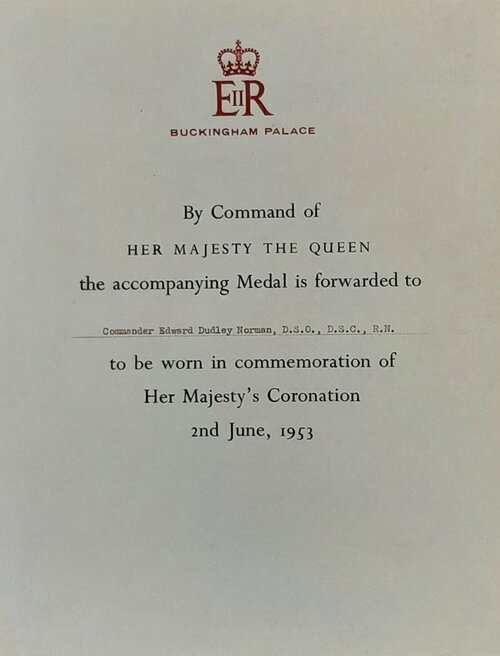 EIIR
BUCKINGHAM PALACE
By Command of
HER MAJESTY THE QUEEN
the accompanying Medal is forwarded to
Commander Edward Dudley Norman, D.S.O., D.S.C., R.N.
to be worn in commemoration of
Her Majesty's Coronation
2nd June, 1953